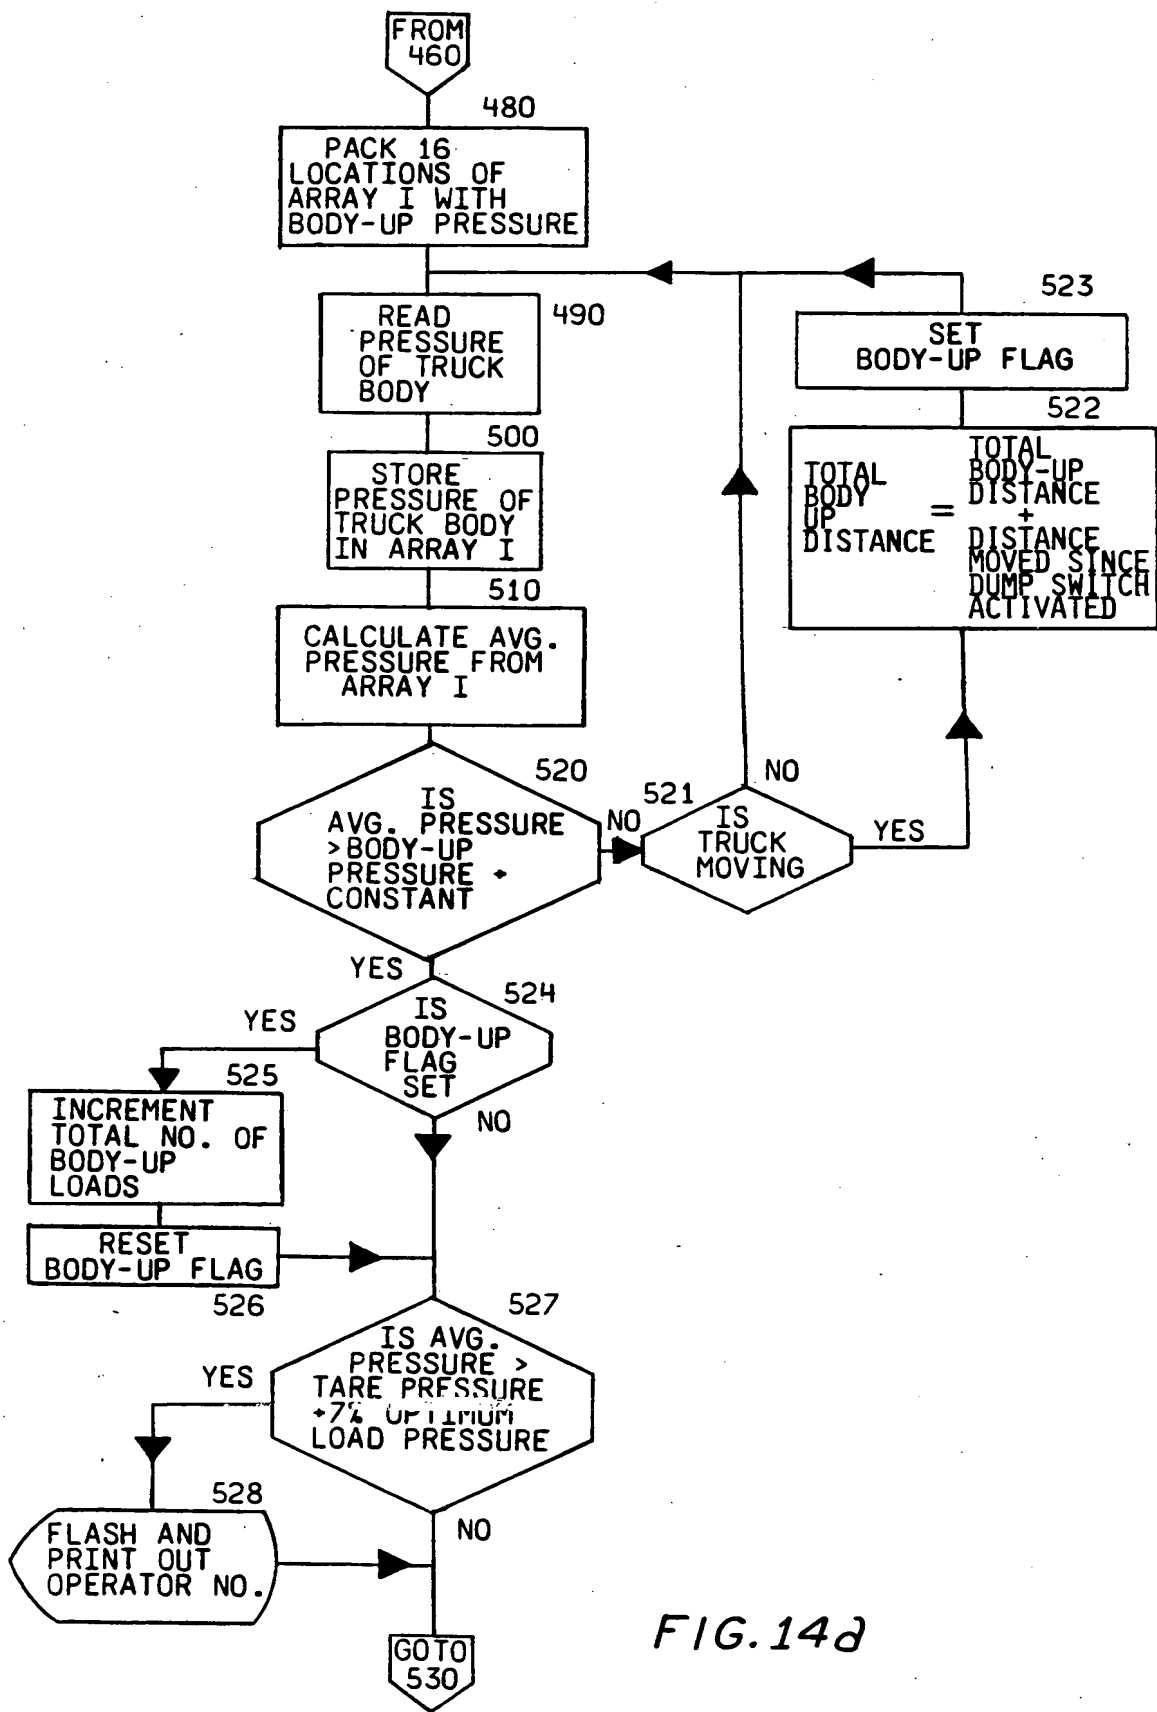 FROM
460
480
PACK 16
LOCATIONS OF
ARRAY I WITH
BODY-UP PRESSURE
490
READ
PRESSURE
OF TRUCK
BODY
523
SET
BODY-UP FLAG
522
TOTAL
BODY
UP
DISTANCE
=
TOTAL
BODY-UP
DISTANCE
+
DISTANCE
MOVED SINCE
DUMP SWITCH
ACTIVATED
500
STORE
PRESSURE OF
TRUCK BODY
IN ARRAY I
510
CALCULATE AVG.
PRESSURE FROM
ARRAY I
520
IS
AVG. PRESSURE
>BODY-UP
PRESSURE +
CONSTANT
NO
521
IS
TRUCK
MOVING
NO
YES
YES
524
IS
BODY-UP
FLAG
SET
YES
NO
525
INCREMENT
TOTAL NO. OF
BODY-UP
LOADS
RESET
BODY-UP FLAG
526
527
IS AVG.
PRESSURE >
TARE PRESSURE
+7% OPTIMUM
LOAD PRESSURE
YES
NO
528
FLASH AND
PRINT OUT
OPERATOR NO.
GO TO
530
FIG. 14d